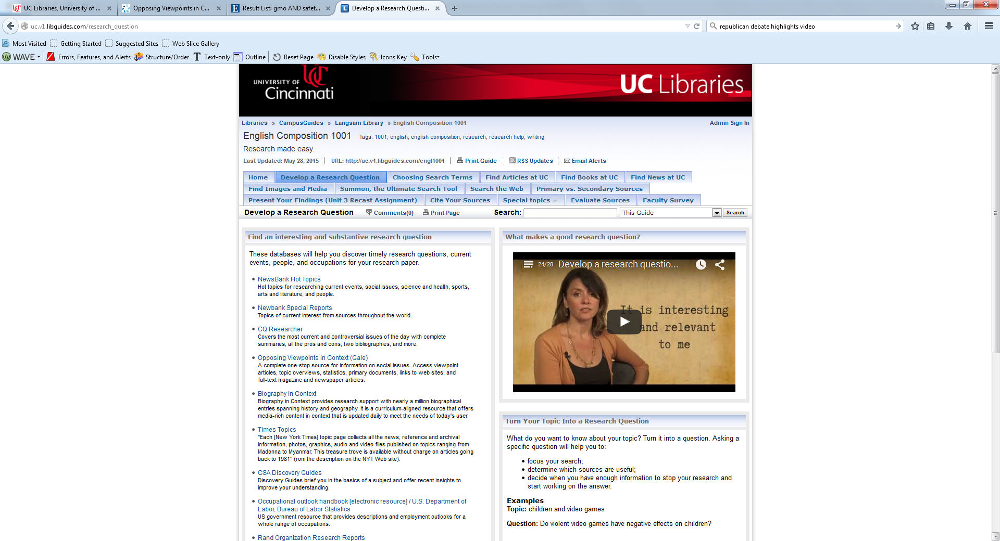 UC Libraries, University of ...
Opposing Viewpoints in C...
Result List: gmo AND safet...
Develop a Research Questi...
uc.v1.libguides.com/research_question
republican debate highlights video
Most Visited Getting Started Suggested Sites Web Slice Gallery
WAVE Errors, Features, and Alerts Structure/Order Text-only Outline Reset Page Disable Styles Icons Key Tools
UNIVERSITY OF
Cincinnati
UC Libraries
Libraries » CampusGuides » Langsam Library » English Composition 1001
Admin Sign In
English Composition 1001 Tags: 1001, english, english composition, research, research help, writing
Research made easy.
Last Updated: May 28, 2015 URL: http://uc.v1.libguides.com/engl1001 Print Guide RSS Updates Email Alerts
Home Develop a Research Question Choosing Search Terms Find Articles at UC Find Books at UC Find News at UC
Find Images and Media Summon, the Ultimate Search Tool Search the Web Primary vs. Secondary Sources
Present Your Findings (Unit 3 Recast Assignment) Cite Your Sources Special topics Evaluate Sources Faculty Survey
Develop a Research Question Comments(0) Print Page Search: This Guide Search
Find an interesting and substantive research question
These databases will help you discover timely research questions, current
events, people, and occupations for your research paper.
• NewsBank Hot Topics
Hot topics for researching current events, social issues, science and health, sports,
arts and literature, and people.
• Newbank Special Reports
Topics of current interest from sources throughout the world.
• CQ Researcher
Covers the most current and controversial issues of the day with complete
summaries, all the pros and cons, two bibliographies, and more.
• Opposing Viewpoints in Context (Gale)
A complete one-stop source for information on social issues. Access viewpoint
articles, topic overviews, statistics, primary documents, links to web sites, and
full-text magazine and newspaper articles.
• Biography in Context
Biography in Context provides research support with nearly a million biographical
entries spanning history and geography. It is a curriculum-aligned resource that offers
media-rich content in context that is updated daily to meet the needs of today's user.
• Times Topics
"Each [New York Times] topic page collects all the news, reference and archival
information, photos, graphics, audio and video files published on topics ranging from
Madonna to Myanmar. This treasure trove is available without charge on articles going
back to 1981" (rom the description on the NYT Web site).
• CSA Discovery Guides
Discovery Guides brief you in the basics of a subject and offer recent insights to
improve your understanding.
• Occupational outlook handbook [electronic resource] / U.S. Department of
Labor, Bureau of Labor Statistics
US government resource that provides descriptions and employment outlooks for a
whole range of occupations.
• Rand Organization Research Reports
What makes a good research question?
24/28 Develop a research questio...
It is interesting
and relevant
to me
Turn Your Topic Into a Research Question
What do you want to know about your topic? Turn it into a question. Asking a
specific question will help you to:
• focus your search;
• determine which sources are useful;
• decide when you have enough information to stop your research and
start working on the answer.
Examples
Topic: children and video games
Question: Do violent video games have negative effects on children?